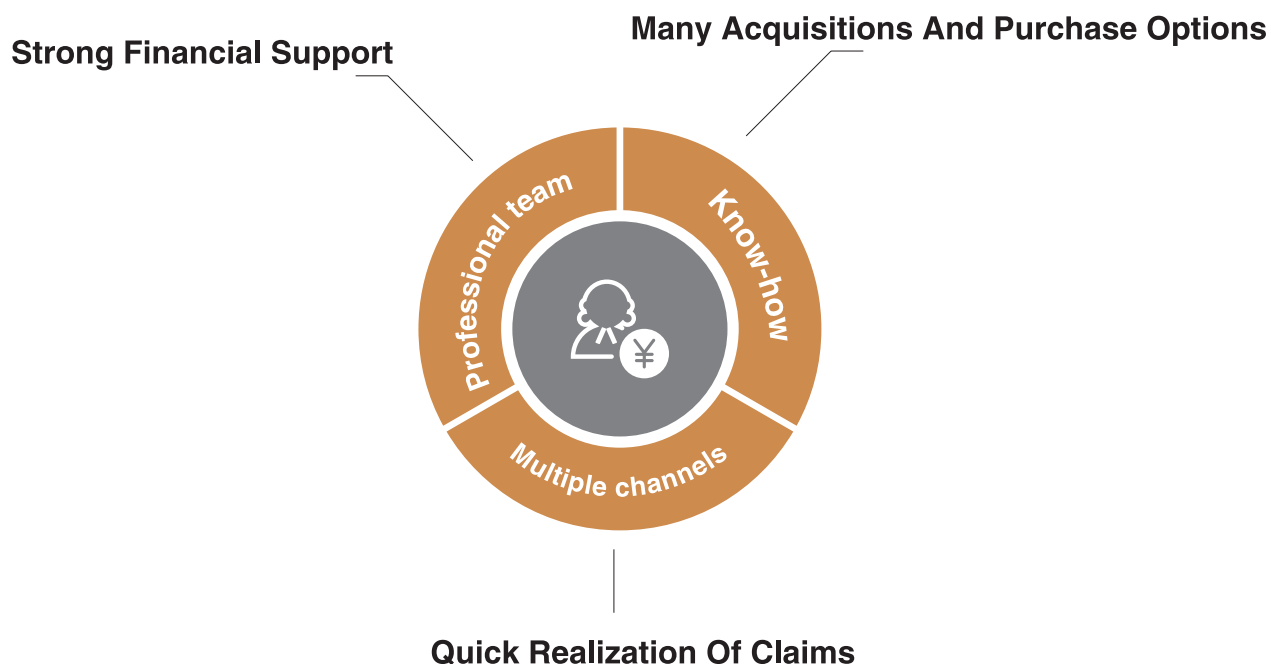 Many Acquisitions And Purchase Options
Strong Financial Support
Professional team
Know-how
¥
Multiple channels
Quick Realization Of Claims